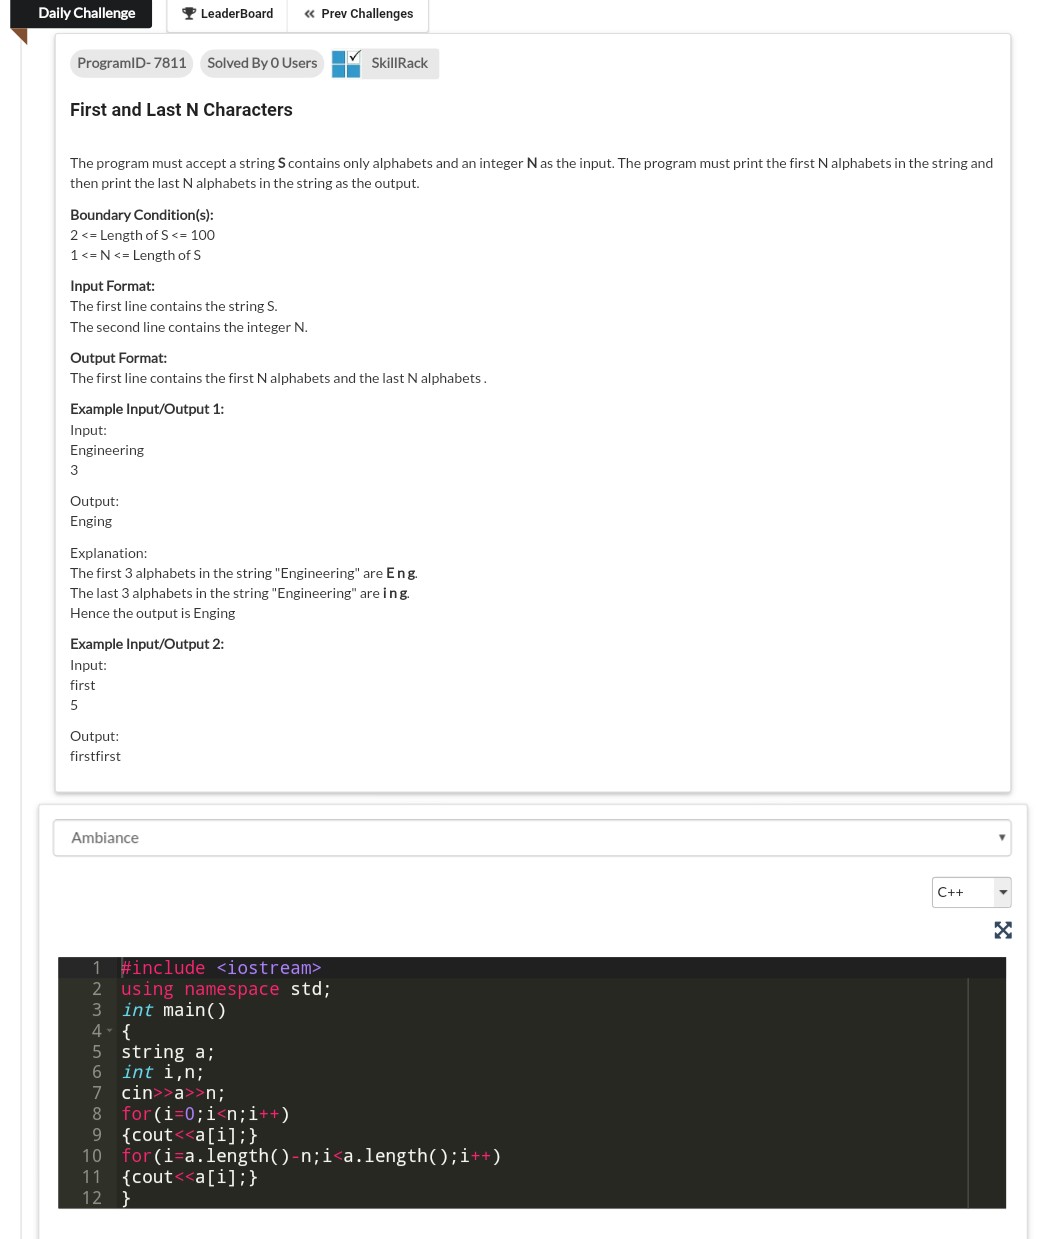 Daily Challenge LeaderBoard Prev Challenges
ProgramID- 7811 Solved By 0 Users SkillRack
First and Last N Characters
The program must accept a string S contains only alphabets and an integer N as the input. The program must print the first N alphabets in the string and
then print the last N alphabets in the string as the output.
Boundary Condition(s):
2 <= Length of S <= 100
1 <= N <= Length of S
Input Format:
The first line contains the string S.
The second line contains the integer N.
Output Format:
The first line contains the first N alphabets and the last N alphabets .
Example Input/Output 1:
Input:
Engineering
3
Output:
Enging
Explanation:
The first 3 alphabets in the string "Engineering" are E n g.
The last 3 alphabets in the string "Engineering" are i n g.
Hence the output is Enging
Example Input/Output 2:
Input:
first
5
Output:
firstfirst
Ambiance
C++
1 #include <iostream>
2 using namespace std;
3 int main()
4 {
5 string a;
6 int i,n;
7 cin>>a>>n;
8 for(i=0;i<n;i++)
9 {cout<<a[i];}
10 for(i=a.length()-n;i<a.length();i++)
11 {cout<<a[i];}
12 }